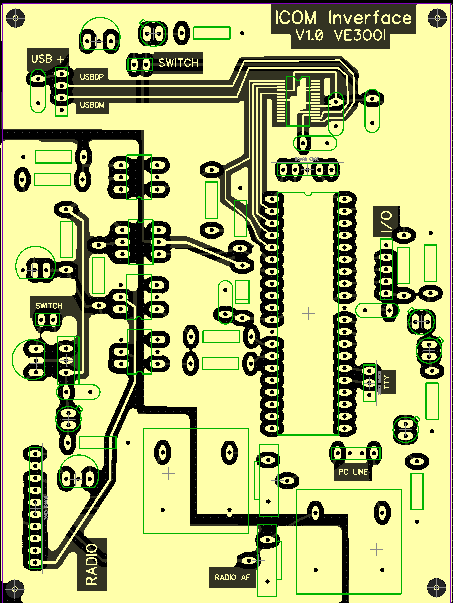 ICOM Inverface
V1.0 VE3OOI
USB +
SWITCH
USBDP
USBDM
I/O
SWITCH
TTY
PC LINE
RADIO
RADIO AF